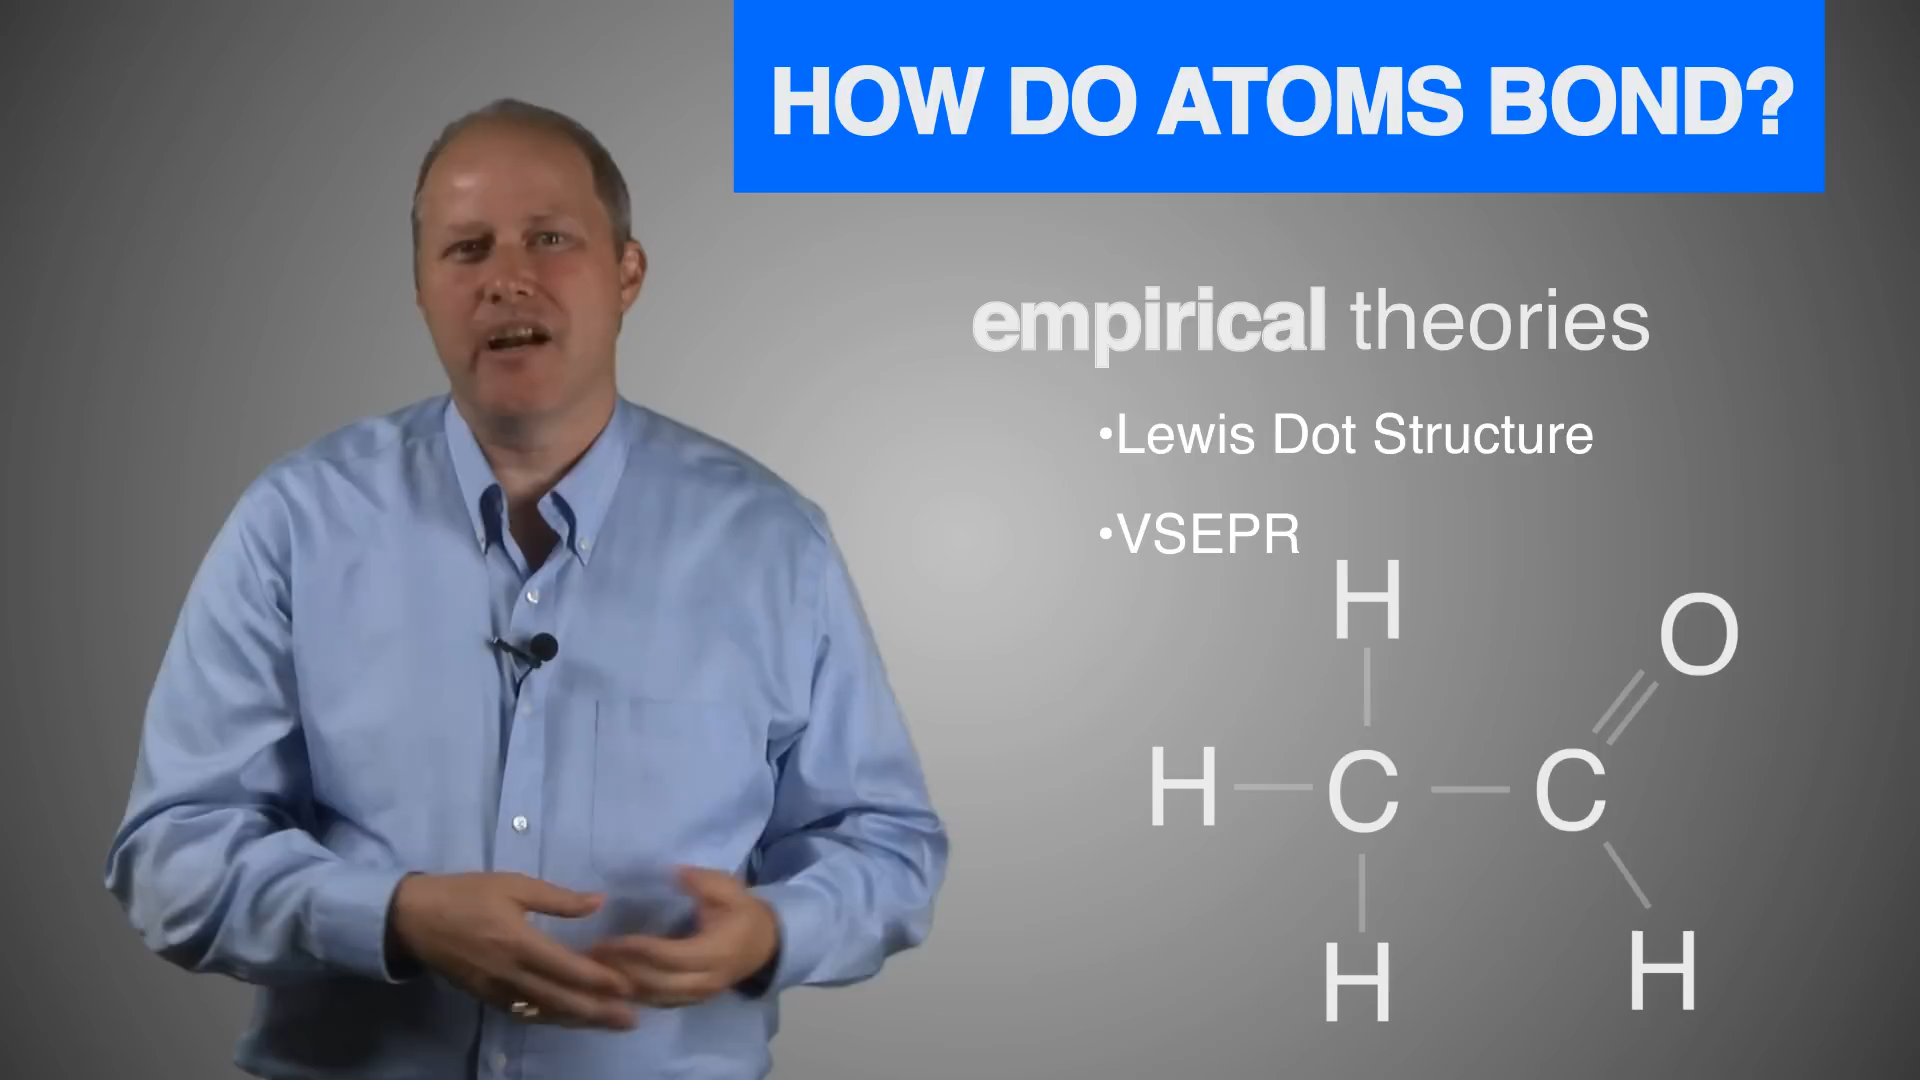 HOW DO ATOMS BOND?
empirical theories
•Lewis Dot Structure
•VSEPR
H
O
H C C
H
H